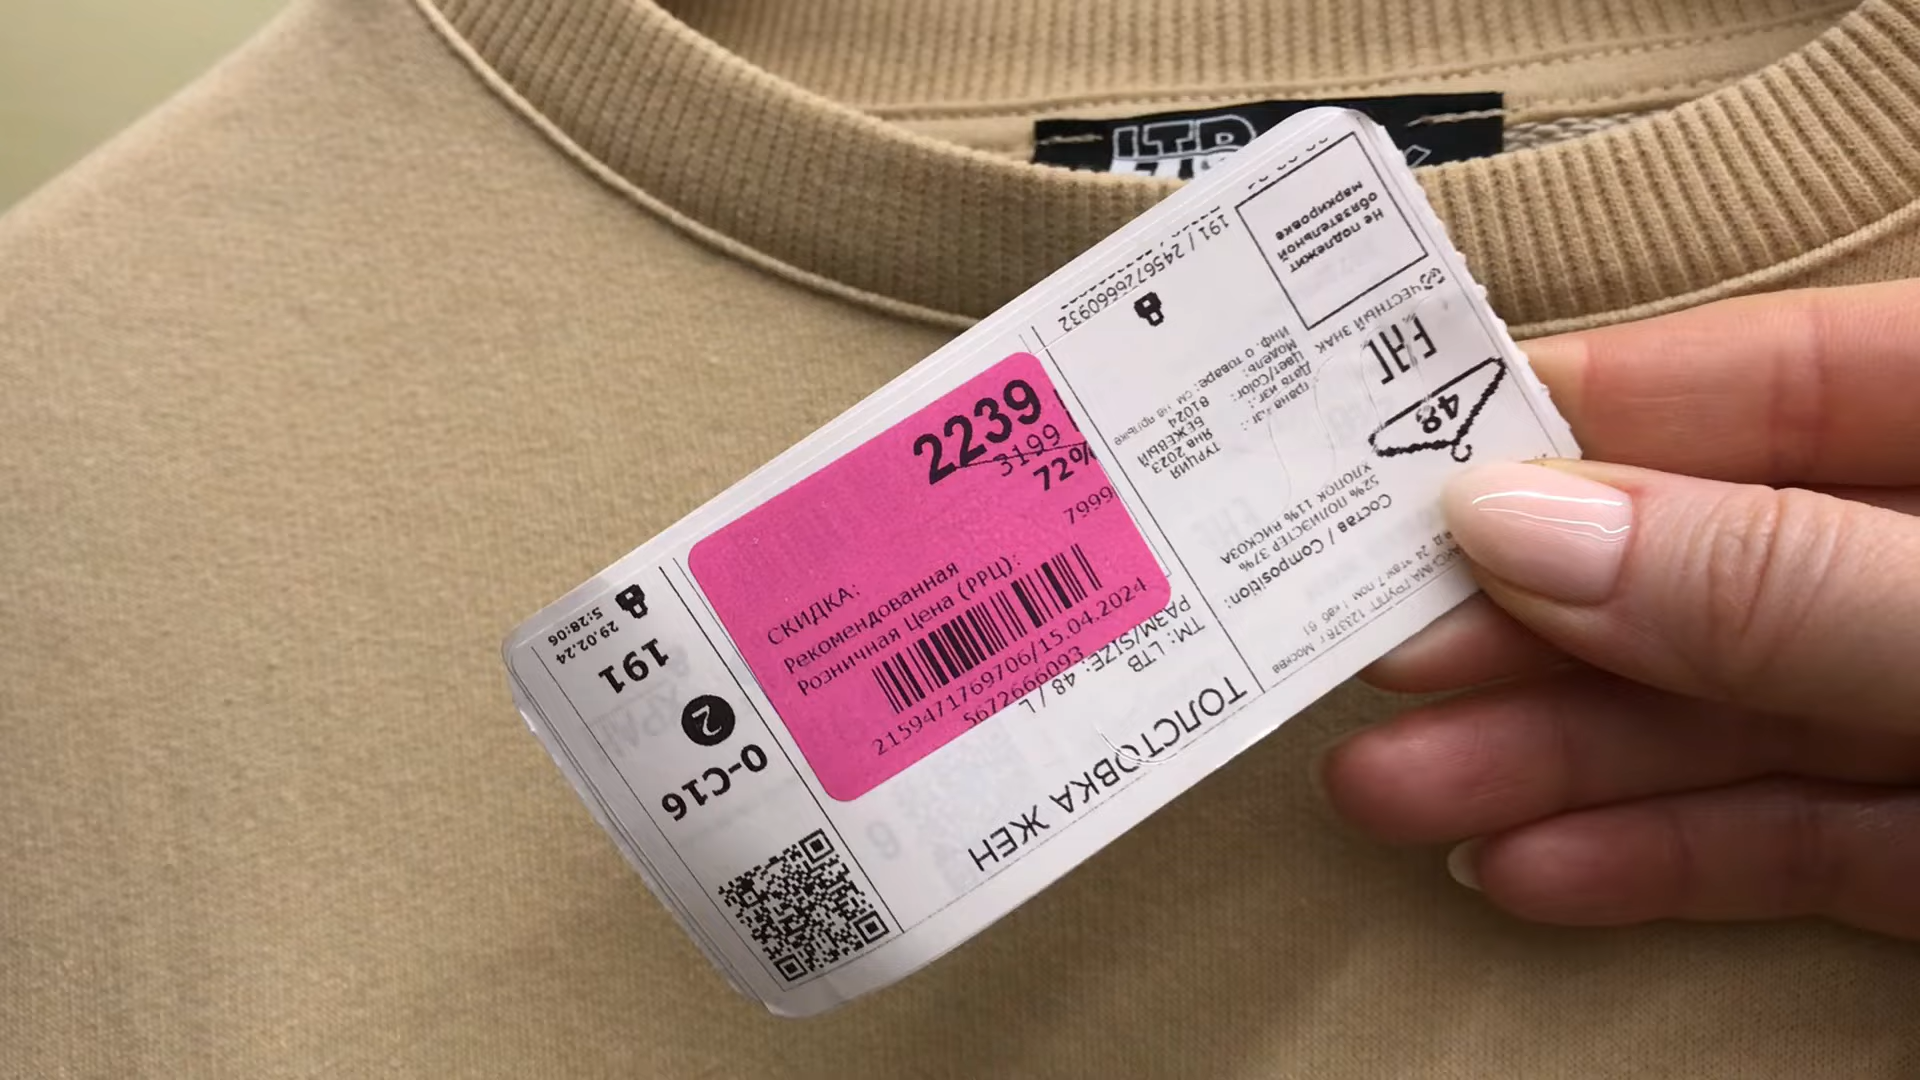 LTB
2239
3199
72%
7999
СКИДКА:
Рекомендованная
Розничная Цена (РРЦ):
2159471769706/15.04.2024
5672666093
РАЗМ/SIZE: 48 / L
ТМ: LTB
ТОЛСТОВКА ЖЕН
29.02.24
5:28:06
191
2
0-C16
191 / 2456726660932
Не подлежит
обязательной
маркировке
ЧЕСТНЫЙ ЗНАК
EAC
48
Инф. о товаре: см на ярлыке
Модель: 81024
Цвет/Color: БЕЖЕВЫЙ
Дата изг.: Янв 2023
ТУРЦИЯ
Состав / Composition:
52% ПОЛИЭСТЕР 37%
ХЛОПОК 11% ВИСКОЗА
Москва